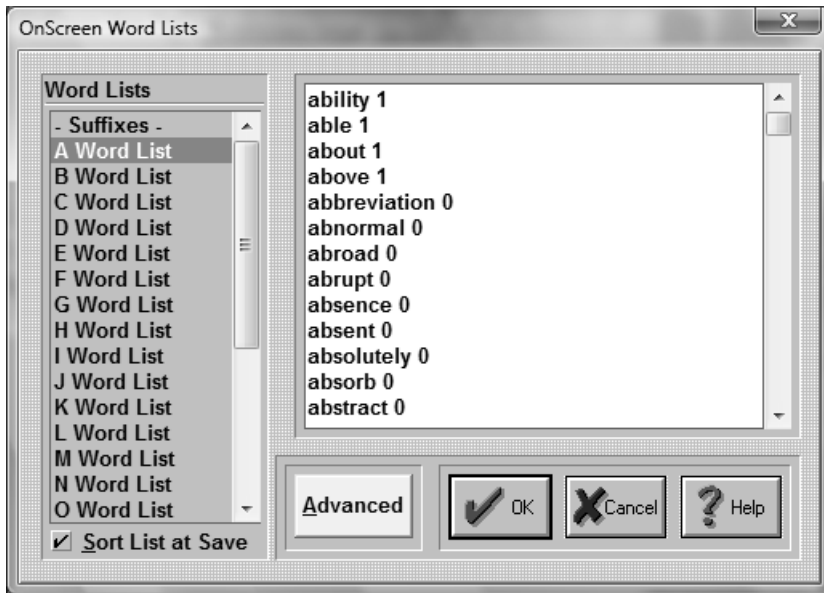 OnScreen Word Lists
Word Lists
- Suffixes -
A Word List
B Word List
C Word List
D Word List
E Word List
F Word List
G Word List
H Word List
I Word List
J Word List
K Word List
L Word List
M Word List
N Word List
O Word List
Sort List at Save
ability 1
able 1
about 1
above 1
abbreviation 0
abnormal 0
abroad 0
abrupt 0
absence 0
absent 0
absolutely 0
absorb 0
abstract 0
Advanced
OK
Cancel
Help